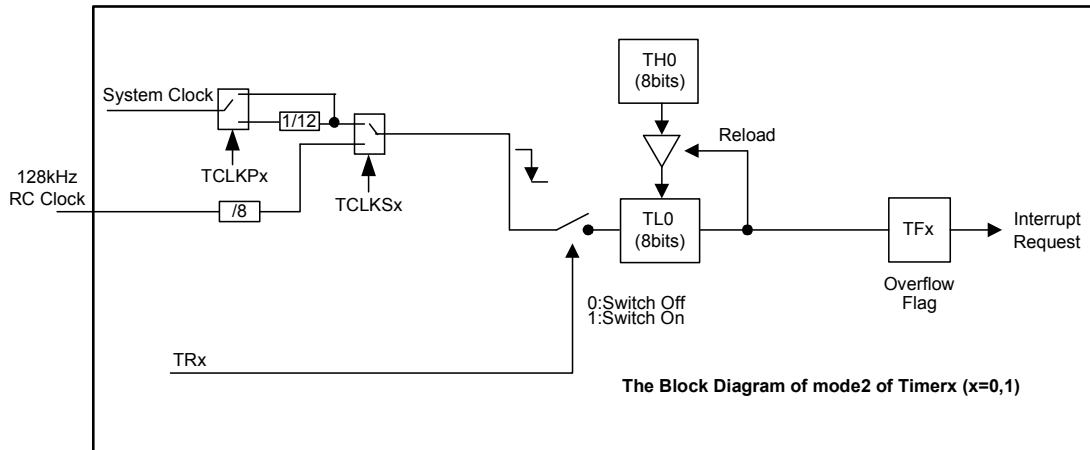 TH0
(8bits)
System Clock
1/12
Reload
TCLKPx
128kHz
RC Clock
/8
TCLKSx
TL0
(8bits)
TFx
Interrupt
Request
Overflow
Flag
0:Switch Off
1:Switch On
TRx
The Block Diagram of mode2 of Timerx (x=0,1)